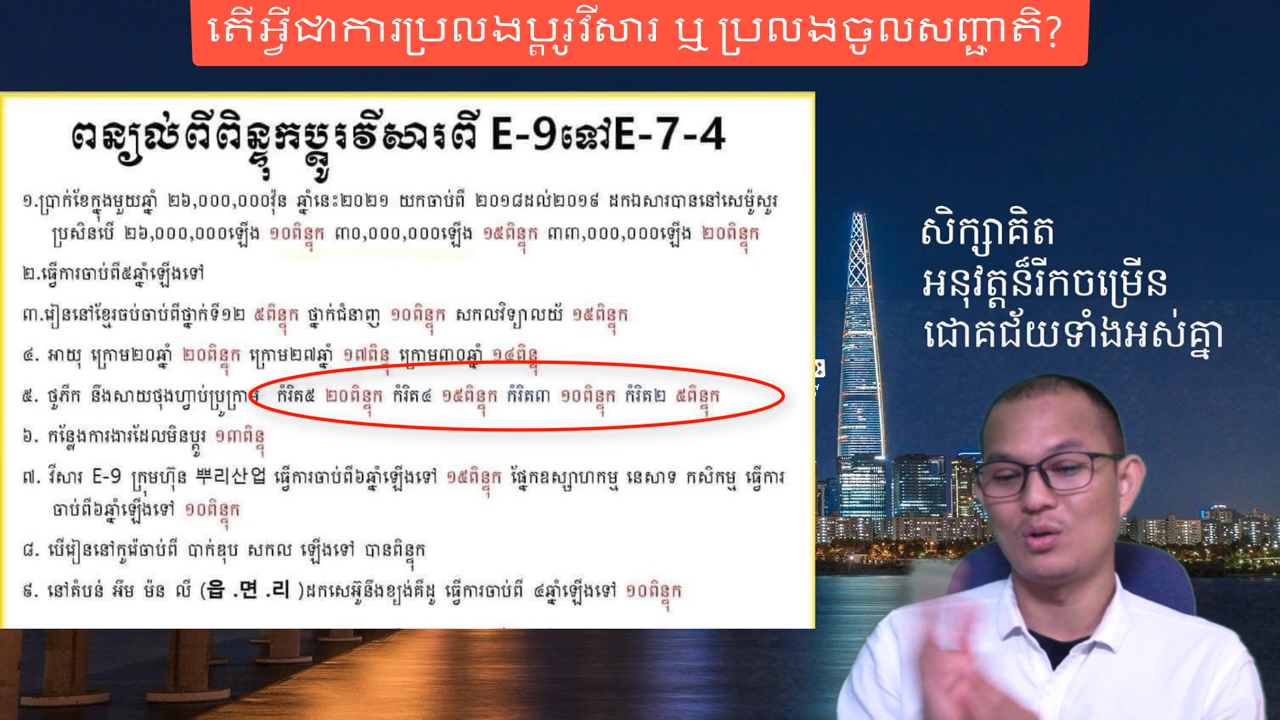 តើអ្វីជាការប្រលងប្តូរវីសារ ឬ ប្រលងចូលសញ្ជាតិ?
ពន្យល់ពីពិន្ទុកប្តូរវីសារពី E-9ទៅE-7-4
១.ប្រាក់ខែក្នុងមួយឆ្នាំ ២៦,០០០,០០០វ៉ុន ឆ្នាំនេះ២០២១ យកចាប់ពី ២០១៨ដល់២០១៩ ដកឯសារបាននៅសេម៉ូសូរ
ប្រសិនបើ ២៦,០០០,០០០ឡើង ១០ពិន្ទុក ៣០,០០០,០០០ឡើង ១៥ពិន្ទុក ៣៣,០០០,០០០ឡើង ២០ពិន្ទុក
២.ធ្វើការចាប់ពី៥ឆ្នាំឡើងទៅ
៣.រៀននៅខ្មែរចប់ចាប់ពីថ្នាក់ទី១២ ៥ពិន្ទុក ថ្នាក់ជំនាញ ១០ពិន្ទុក សកលវិទ្យាលយ័ ១៥ពិន្ទុក
៤. អាយុ ក្រោម២០ឆ្នាំ ២០ពិន្ទុក ក្រោម២៧ឆ្នាំ ១៧ពិន្ទុ ក្រោម៣០ឆ្នាំ ១៤ពិន្ទុ
៥. ថូភីក នឹងសាយផុងហ្វាប់ប្រូក្រាម កំរិត៥ ២០ពិន្ទុក កំរិត៤ ១៥ពិន្ទុក កំរិត៣ ១០ពិន្ទុក កំរិត២ ៥ពិន្ទុក
៦. កន្លែងការងារដែលមិនប្តូរ ១៣ពិន្ទុ
៧. វីសារ E-9 ក្រុមហ៊ុន 뿌리산업 ធ្វើការចាប់ពី៦ឆ្នាំឡើងទៅ ១៥ពិន្ទុក ផ្នែកឧស្សាហកម្ម នេសាទ កសិកម្ម ធ្វើការ
ចាប់ពី៦ឆ្នាំឡើងទៅ ១០ពិន្ទុក
៨. បើរៀននៅកូរ៉េចាប់ពី បាក់ឌុប សកល ឡើងទៅ បានពិន្ទុក
៩. នៅតំបន់ អឹម ម៉ន លី (읍 .면 .리 )ដកសេអ៊ូនឹងខ្យង់គីដូ ធ្វើការចាប់ពី ៤ឆ្នាំឡើងទៅ ១០ពិន្ទុក
សិក្សាគិត
អនុវត្តន៏រីកចម្រើន
ជោគជ័យទាំងអស់គ្នា